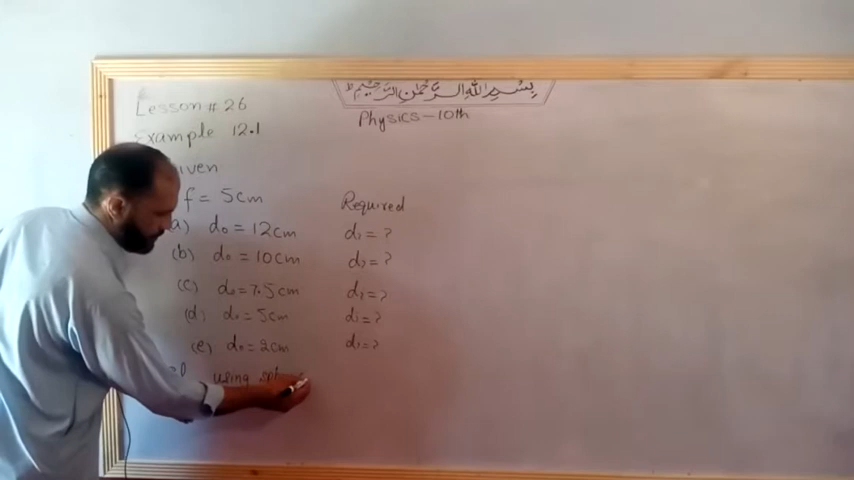 بِسْمِ اللهِ الرَّحْمٰنِ الرَّحِيْمِ
Lesson # 26
Physics - 10th
Example 12.1
Given
f = 5cm
Required
(a) d₀ = 12cm
dᵢ = ?
(b) d₀ = 10cm
dᵢ = ?
(c) d₀ = 7.5cm
dᵢ = ?
(d) d₀ = 5cm
dᵢ = ?
(e) d₀ = 2cm
dᵢ = ?
using